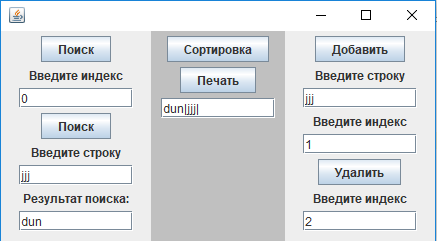 Поиск
Введите индекс
0
Поиск
Введите строку
jjj
Результат поиска:
dun
Сортировка
Печать
dun|jjjj|
Добавить
Введите строку
jjj
Введите индекс
1
Удалить
Введите индекс
2